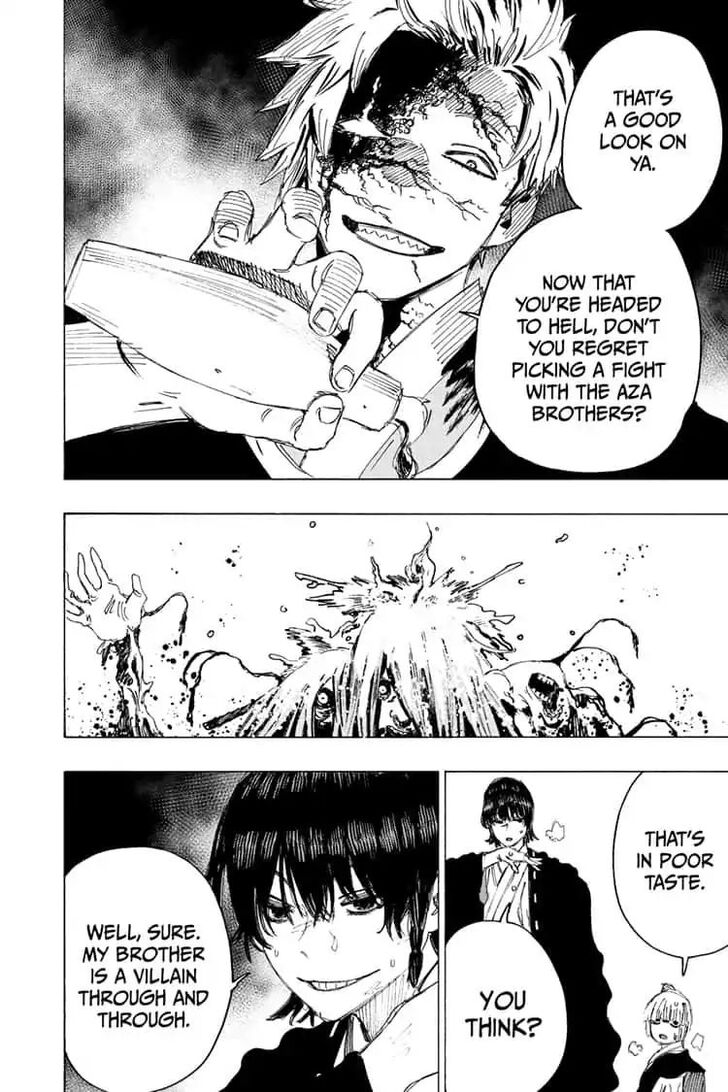 THAT'S
A GOOD
LOOK ON
YA.
NOW THAT
YOU'RE HEADED
TO HELL, DON'T
YOU REGRET
PICKING A FIGHT
WITH THE AZA
BROTHERS?
THAT'S
IN POOR
TASTE.
YOU
THINK?
WELL, SURE.
MY BROTHER
IS A VILLAIN
THROUGH AND
THROUGH.